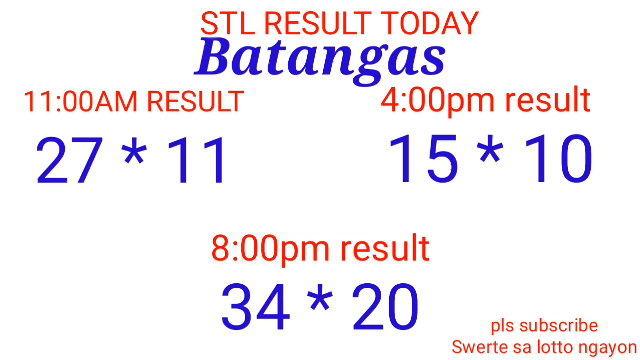 STL RESULT TODAY
Batangas
11:00AM RESULT
27 * 11
4:00pm result
15 * 10
8:00pm result
34 * 20
pls subscribe
Swerte sa lotto ngayon